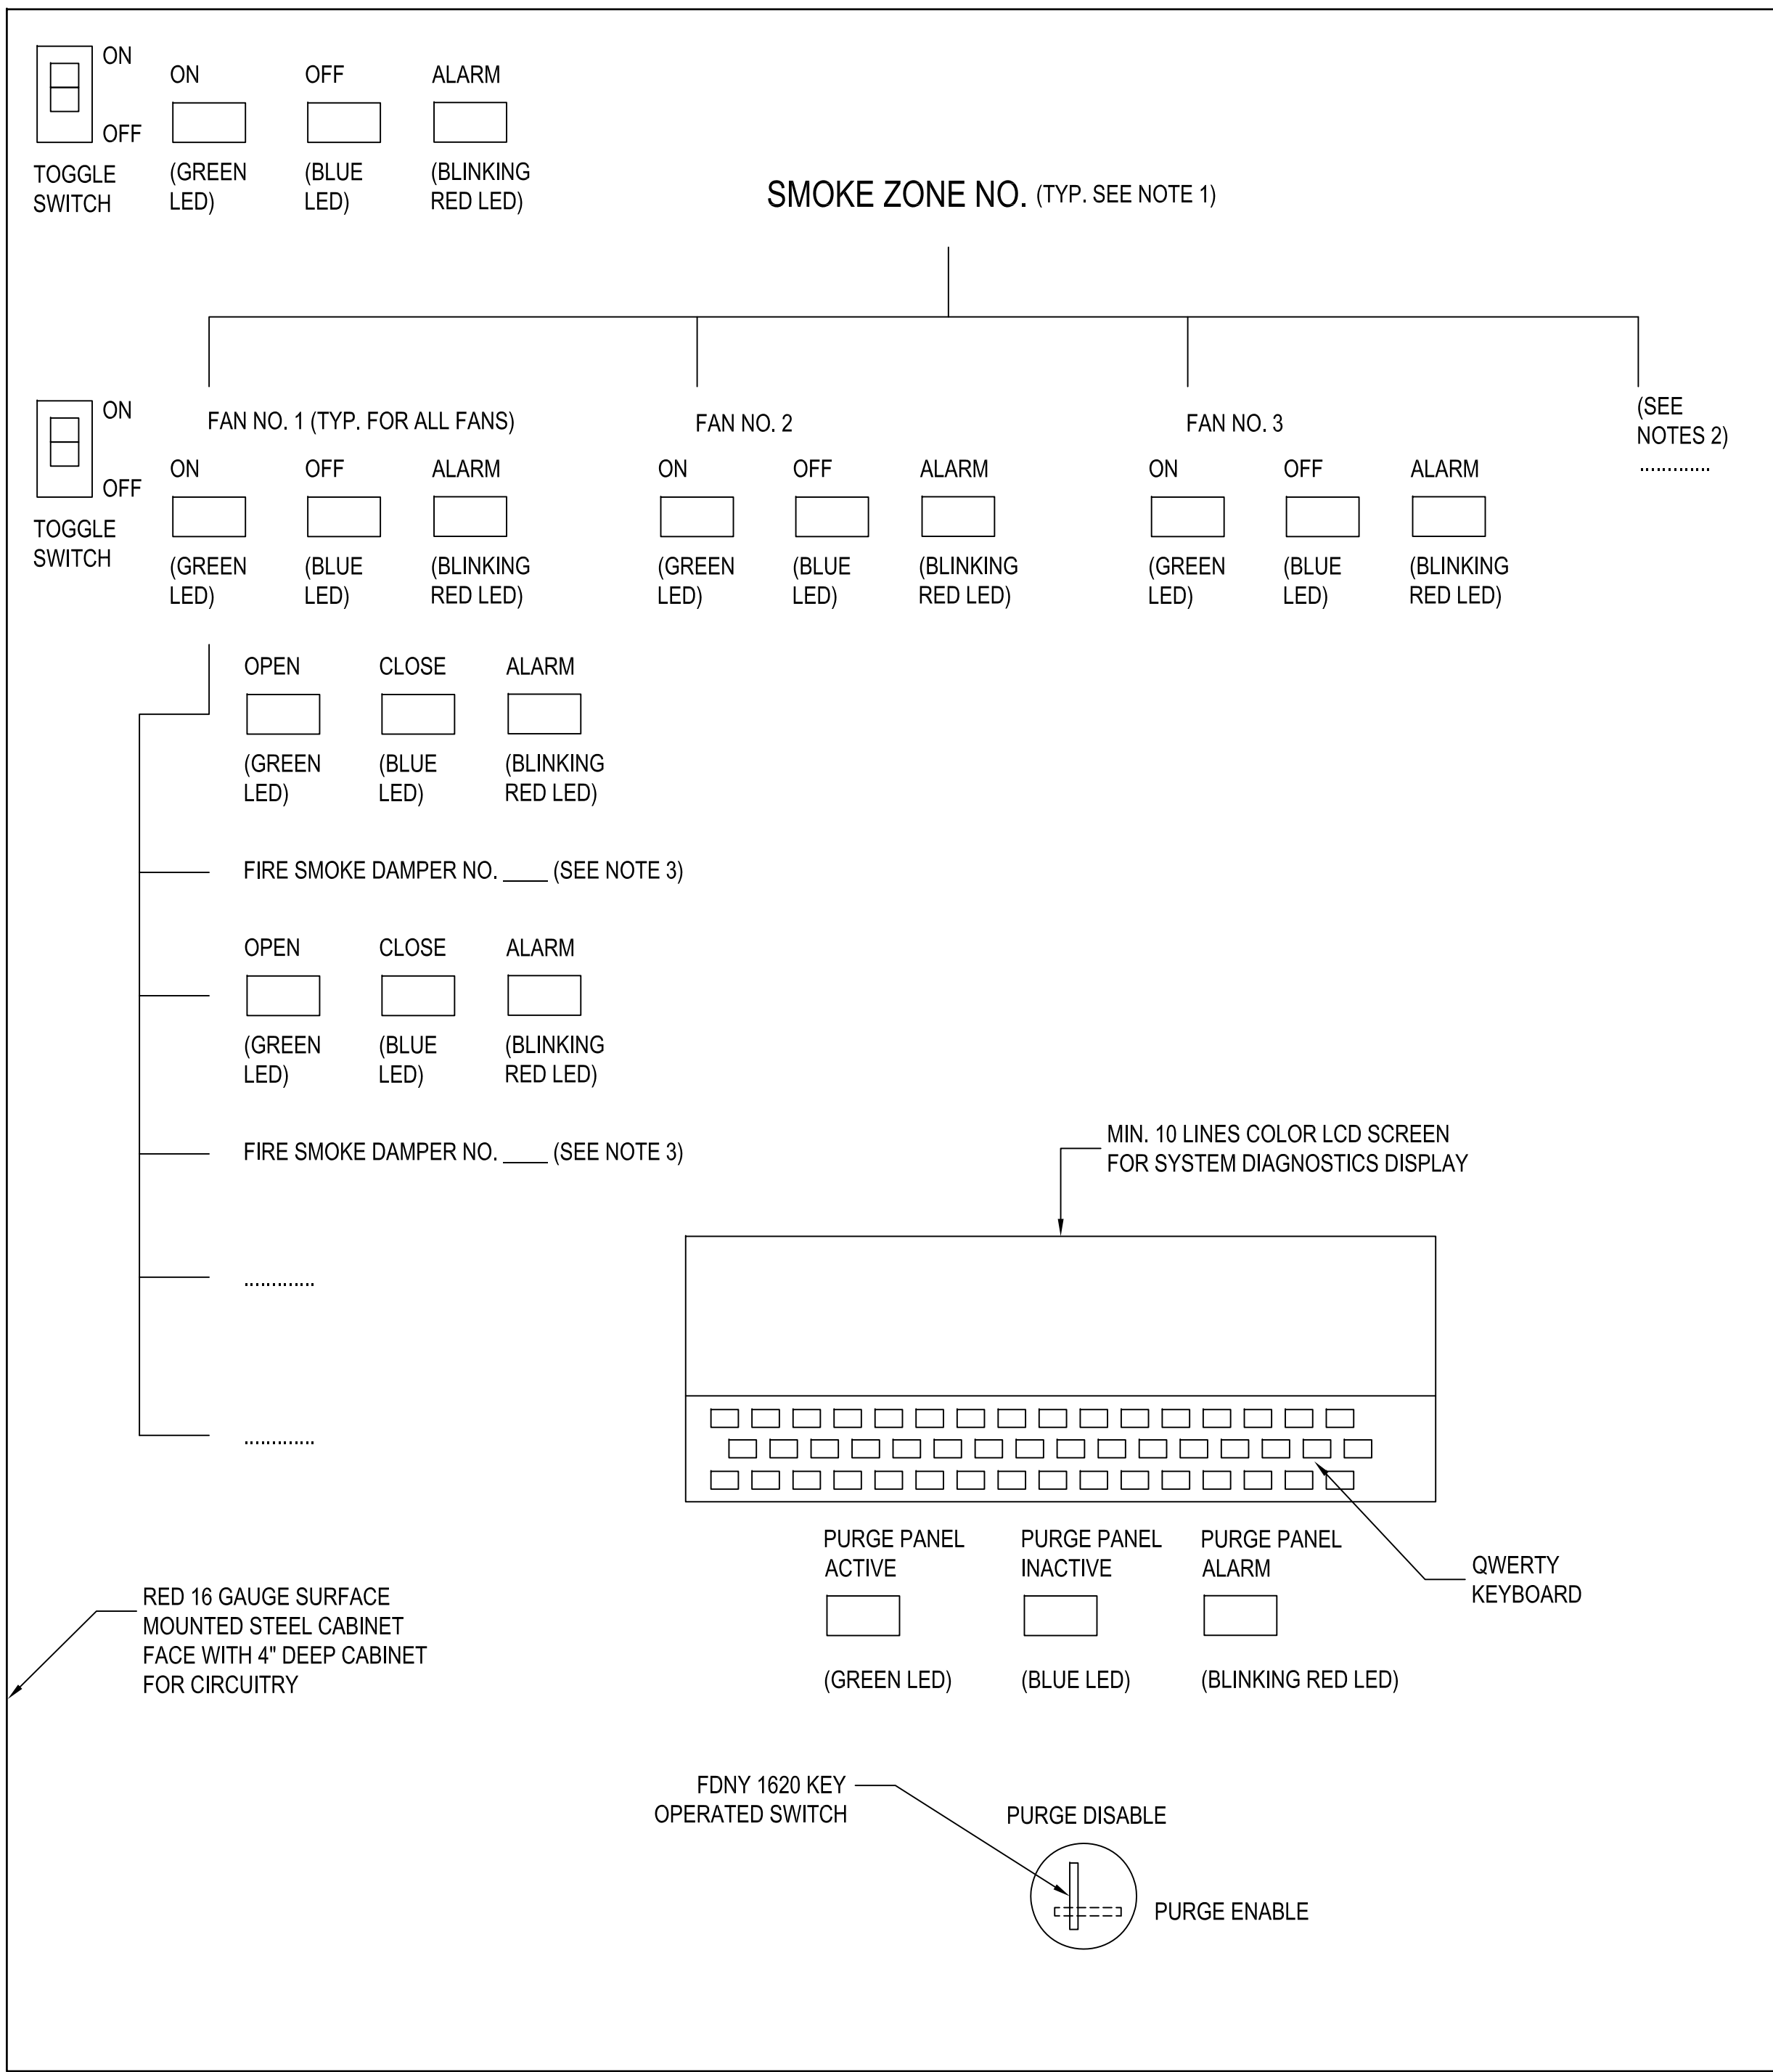 ON
OFF
TOGGLE
SWITCH
ON
OFF
ALARM
(GREEN
LED)
(BLUE
LED)
(BLINKING
RED LED)
SMOKE ZONE NO. (TYP. SEE NOTE 1)
ON
OFF
TOGGLE
SWITCH
FAN NO. 1 (TYP. FOR ALL FANS)
ON
OFF
ALARM
(GREEN
LED)
(BLUE
LED)
(BLINKING
RED LED)
FAN NO. 2
ON
OFF
ALARM
(GREEN
LED)
(BLUE
LED)
(BLINKING
RED LED)
FAN NO. 3
ON
OFF
ALARM
(GREEN
LED)
(BLUE
LED)
(BLINKING
RED LED)
(SEE
NOTES 2)
.............
OPEN
CLOSE
ALARM
(GREEN
LED)
(BLUE
LED)
(BLINKING
RED LED)
FIRE SMOKE DAMPER NO. ____ (SEE NOTE 3)
OPEN
CLOSE
ALARM
(GREEN
LED)
(BLUE
LED)
(BLINKING
RED LED)
FIRE SMOKE DAMPER NO. ____ (SEE NOTE 3)
.............
.............
MIN. 10 LINES COLOR LCD SCREEN
FOR SYSTEM DIAGNOSTICS DISPLAY
QWERTY
KEYBOARD
PURGE PANEL
ACTIVE
(GREEN LED)
PURGE PANEL
INACTIVE
(BLUE LED)
PURGE PANEL
ALARM
(BLINKING RED LED)
RED 16 GAUGE SURFACE
MOUNTED STEEL CABINET
FACE WITH 4" DEEP CABINET
FOR CIRCUITRY
FDNY 1620 KEY
OPERATED SWITCH
PURGE DISABLE
PURGE ENABLE